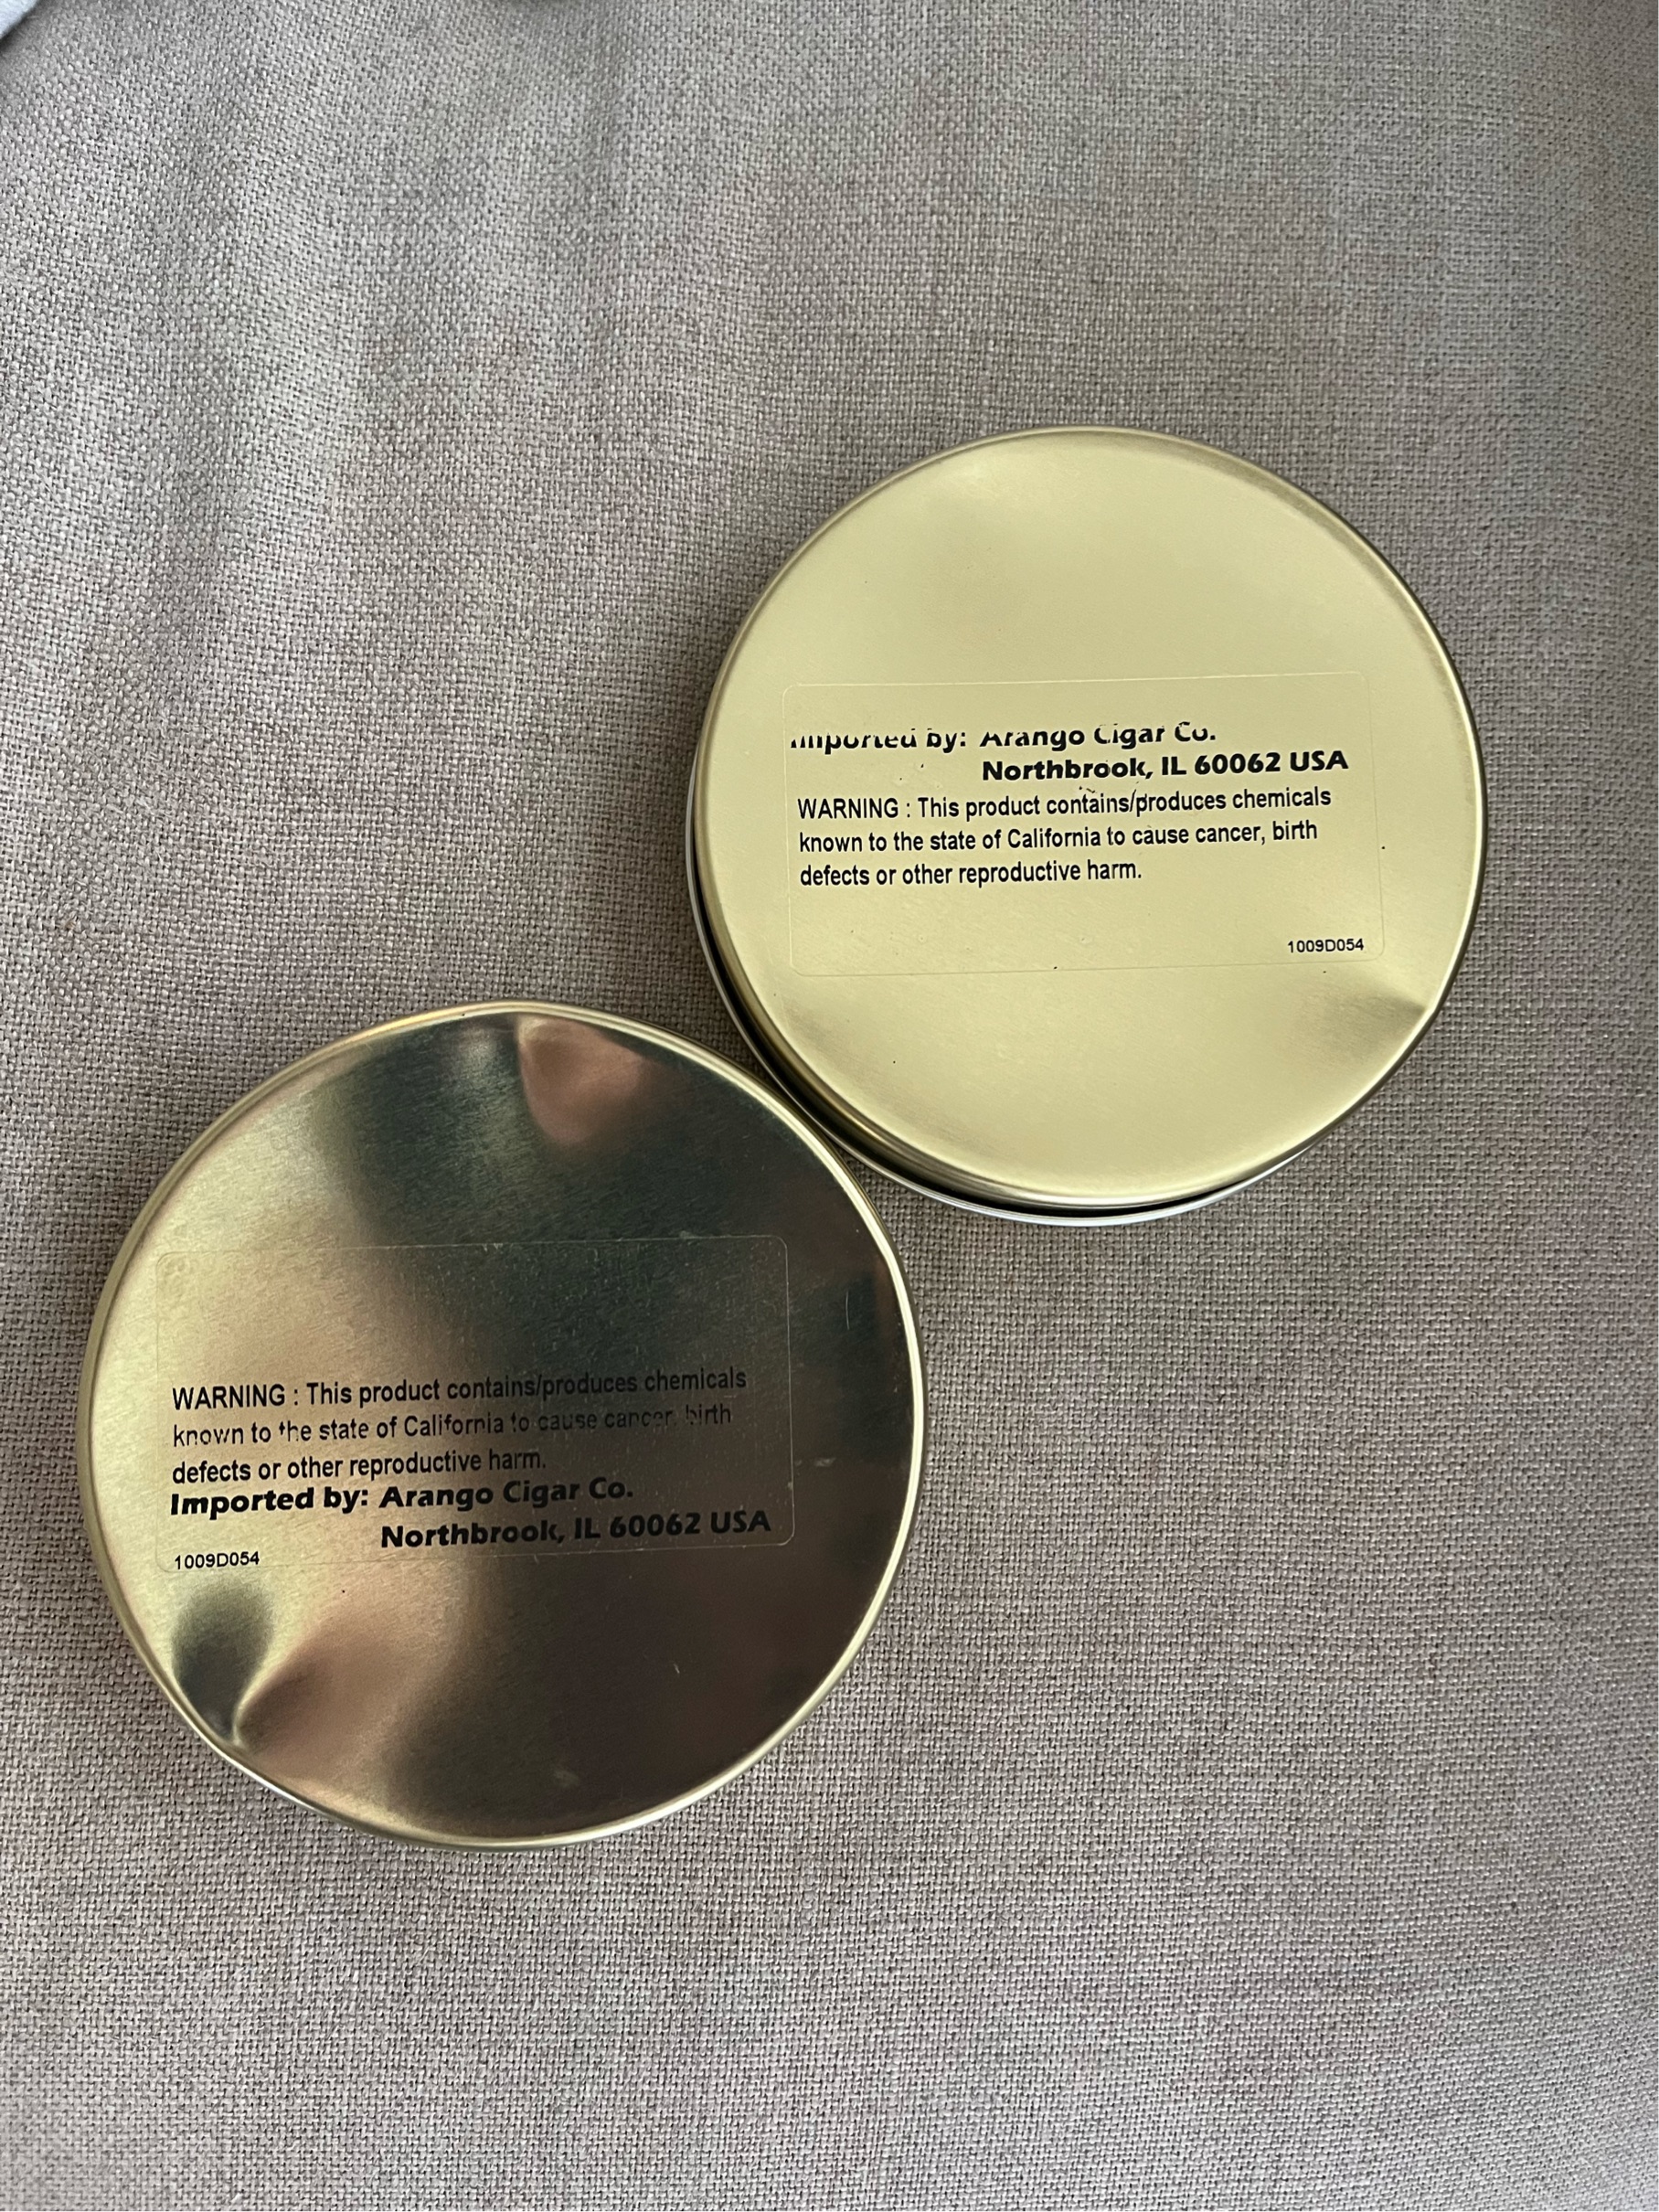 Imported by: Arango Cigar Co.
Northbrook, IL 60062 USA
WARNING : This product contains/produces chemicals
known to the state of California to cause cancer, birth
defects or other reproductive harm.
1009D054
WARNING : This product contains/produces chemicals
known to the state of California to cause cancer, birth
defects or other reproductive harm.
Imported by: Arango Cigar Co.
Northbrook, IL 60062 USA
1009D054